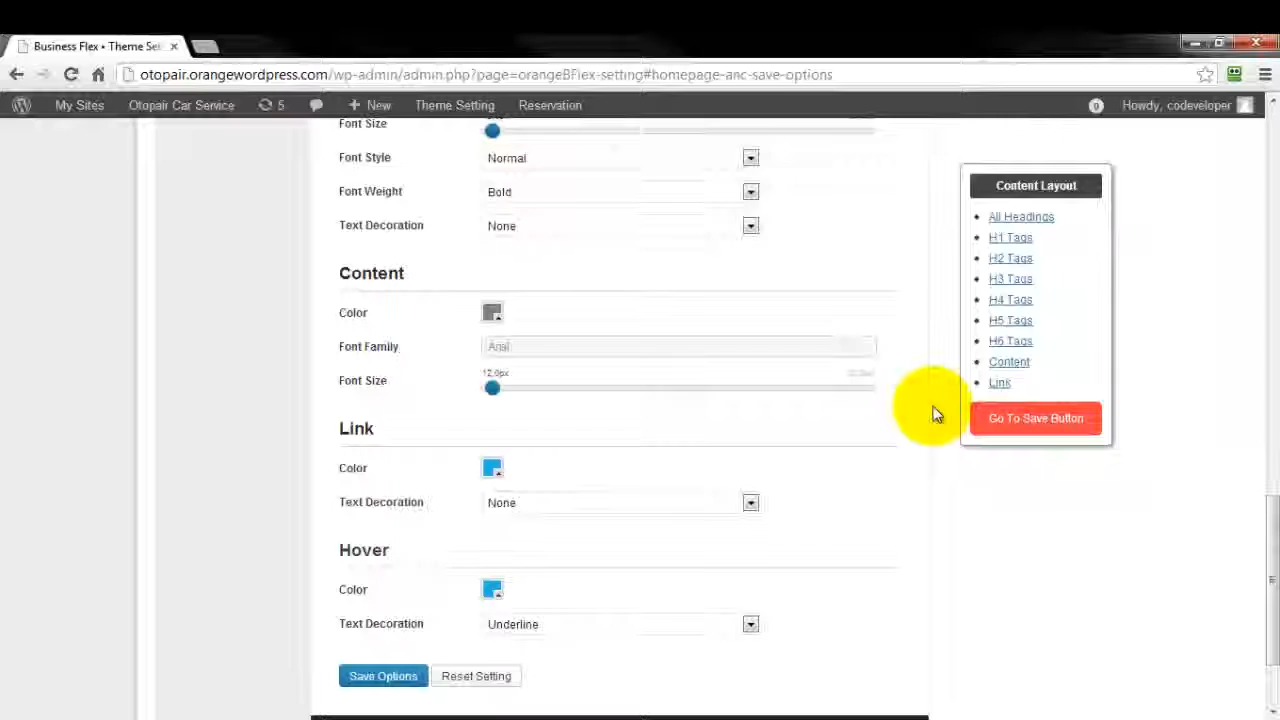 Business Flex • Theme Set
otopair.orangewordpress.com/wp-admin/admin.php?page=orangeBFlex-setting#homepage-anc-save-options
My Sites Otopair Car Service 5 New Theme Setting Reservation 0 Howdy, codeveloper
Font Size
Font Style Normal
Font Weight Bold
Text Decoration None
Content
Color
Font Family Arial
12.0px
Font Size
Link
Color
Text Decoration None
Hover
Color
Text Decoration Underline
Save Options Reset Setting
Content Layout
All Headings
H1 Tags
H2 Tags
H3 Tags
H4 Tags
H5 Tags
H6 Tags
Content
Link
Go To Save Button